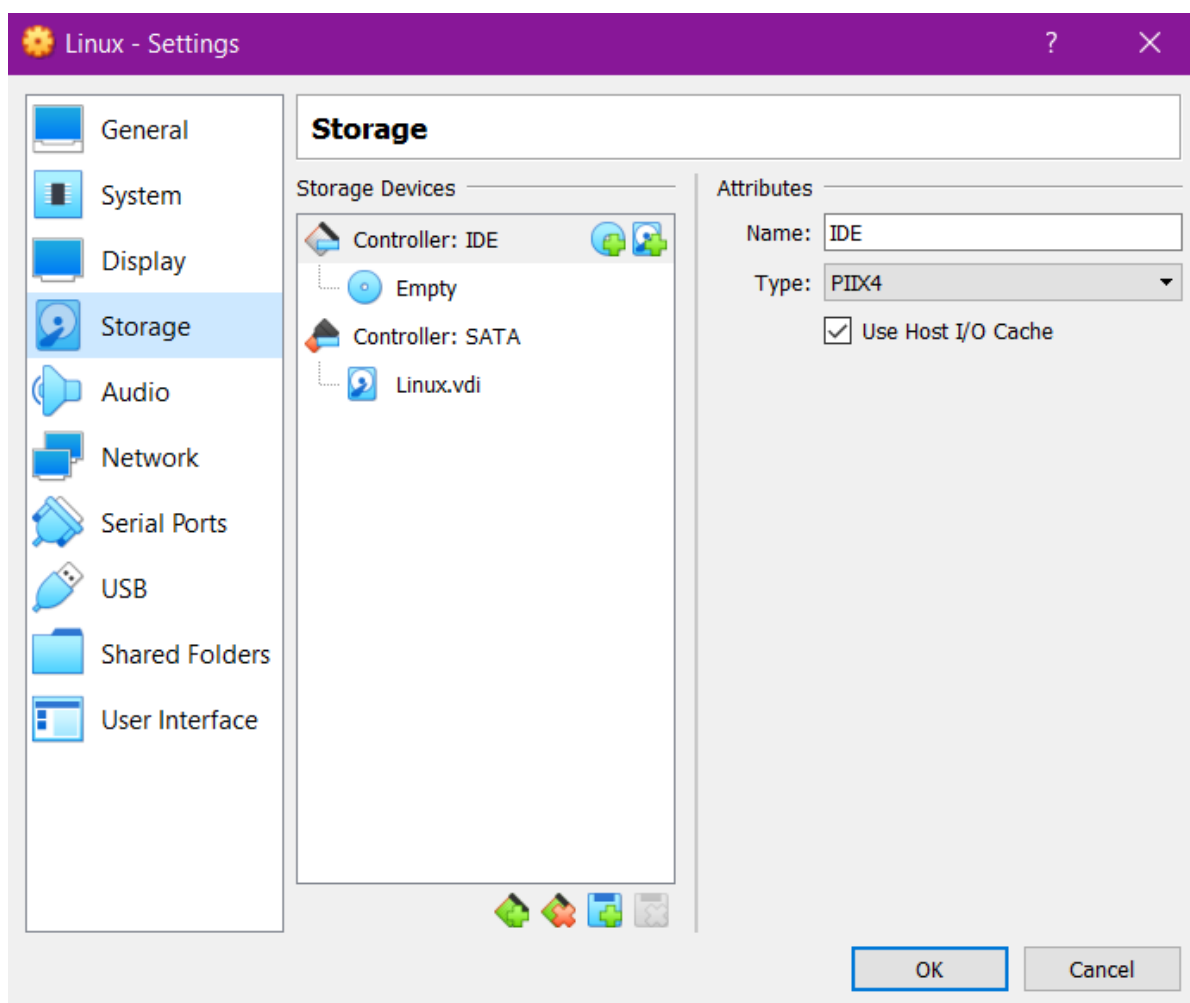 Linux - Settings
?
General
System
Display
Storage
Audio
Network
Serial Ports
USB
Shared Folders
User Interface
Storage
Storage Devices
Controller: IDE
Empty
Controller: SATA
Linux.vdi
Attributes
Name: IDE
Type: PIIX4
Use Host I/O Cache
OK
Cancel